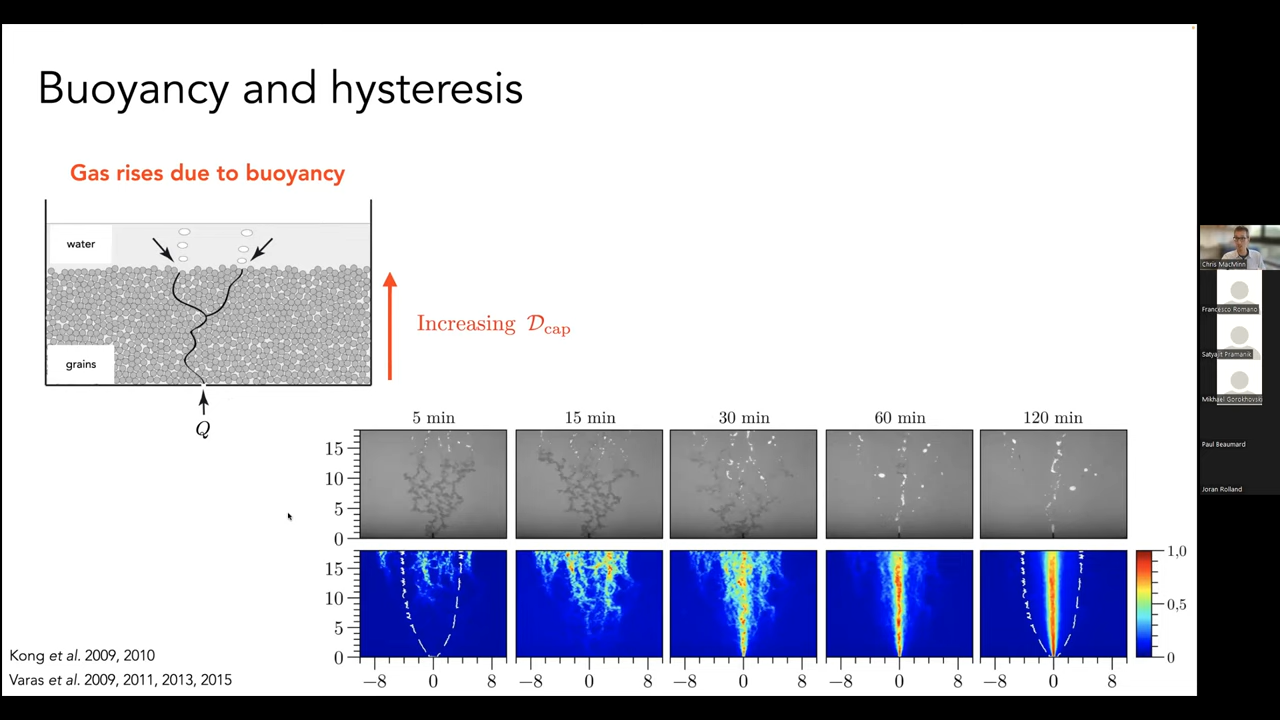 Buoyancy and hysteresis
Gas rises due to buoyancy
water
grains
Q
Increasing 𝒟cap
5 min 15 min 30 min 60 min 120 min
15
10
5
0
15
10
5
0
−8 0 8 −8 0 8 −8 0 8 −8 0 8 −8 0 8
1,0
0,5
0
Kong et al. 2009, 2010
Varas et al. 2009, 2011, 2013, 2015
Chris MacMinn
Francesco Romano
Satyajit Pramanik
Mikhael Gorokhovski
Paul Beaumard
Joran Rolland